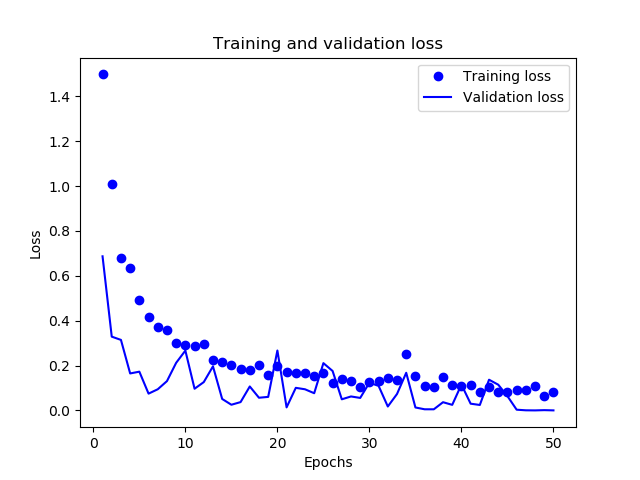 Training and validation loss
Training loss
Validation loss
1.4
1.2
1.0
0.8
0.6
0.4
0.2
0.0
Loss
0 10 20 30 40 50
Epochs